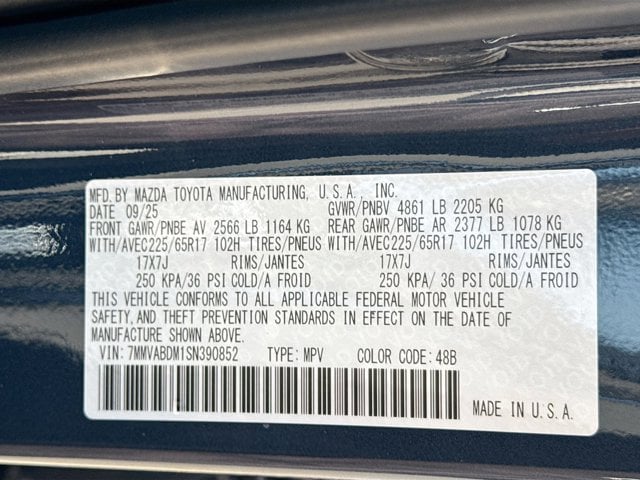 MFD. BY MAZDA TOYOTA MANUFACTURING, U.S.A., INC.
DATE 09/25 GVWR/PNBV 4861 LB 2205 KG
FRONT GAWR/PNBE AV 2566 LB 1164 KG REAR GAWR/PNBE AR 2377 LB 1078 KG
WITH/AVEC225/65R17 102H TIRES/PNEUS WITH/AVEC225/65R17 102H TIRES/PNEUS
17X7J RIMS/JANTES 17X7J RIMS/JANTES
250 KPA/36 PSI COLD/A FROID 250 KPA/ 36 PSI COLD/A FROID
THIS VEHICLE CONFORMS TO ALL APPLICABLE FEDERAL MOTOR VEHICLE
SAFETY, AND THEFT PREVENTION STANDARDS IN EFFECT ON THE DATE OF
MANUFACTURE SHOWN ABOVE.
VIN: 7MMVABDM1SN390852 TYPE: MPV COLOR CODE: 48B
MADE IN U.S.A.